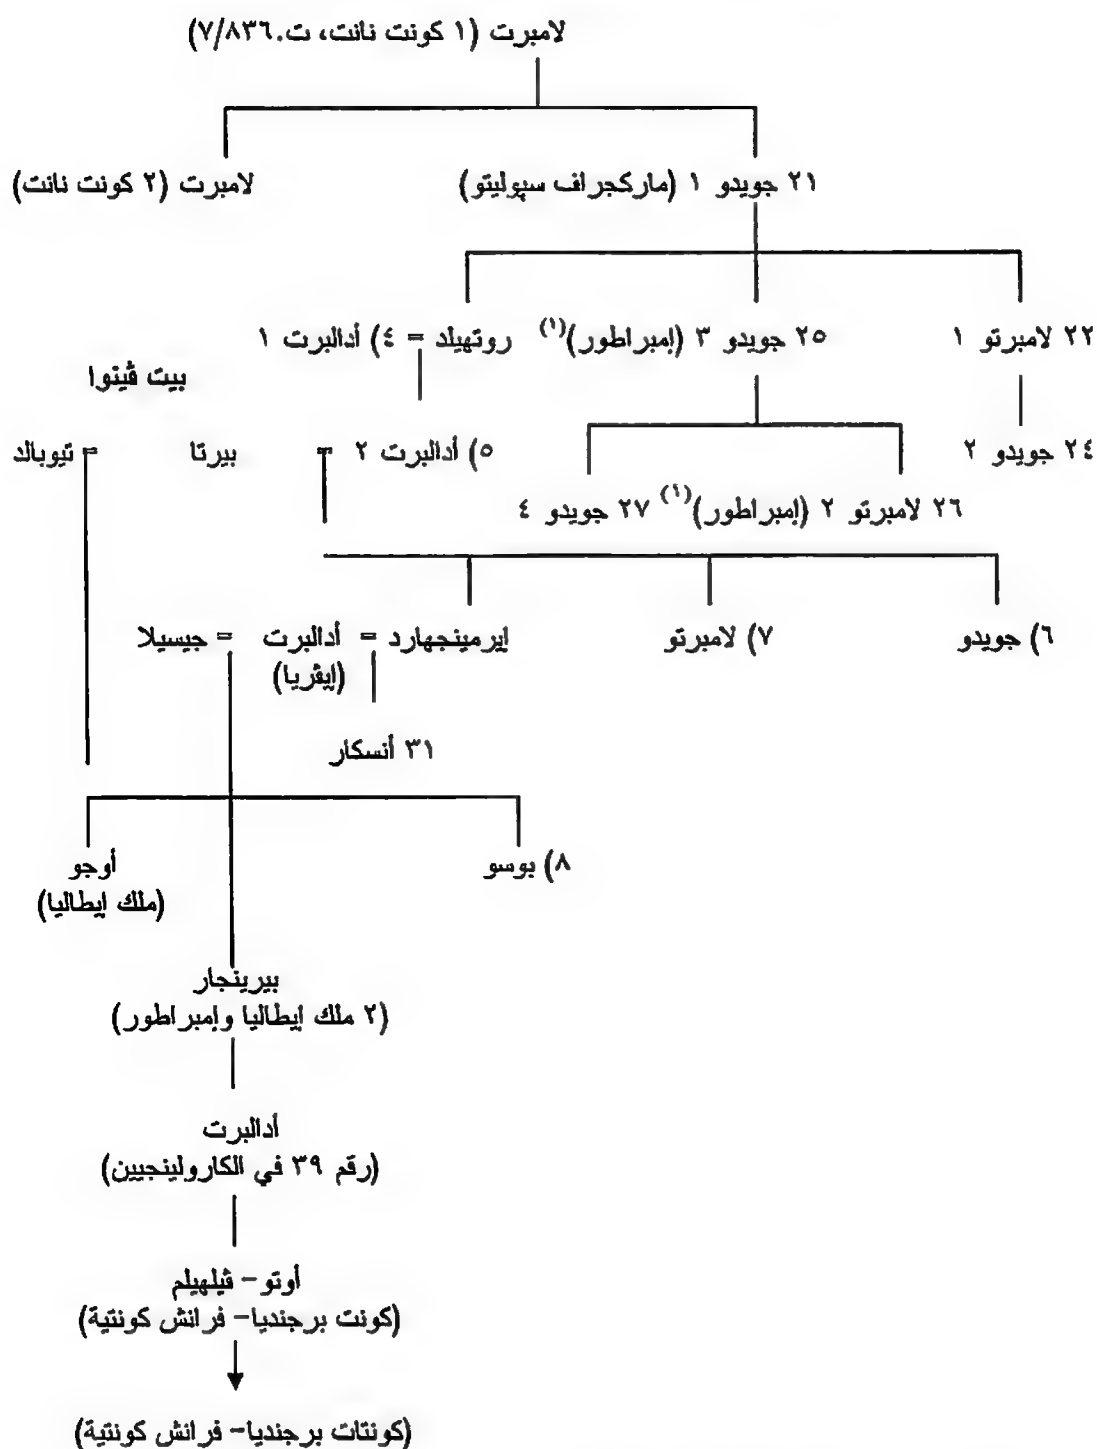 لامبرت (١ كونت نانت، ت.٧/٨٣٦)
٢١ جويدو ١ (ماركجراف سپوليتو) لامبرت (٢ كونت نانت)
٢٢ لامبرتو ١ ٢٥ جويدو ٣ (إمبراطور)(١) روتهيلد = ٤) أدالبرت ١
بيت ڤينوا
٢٤ جويدو ٢ ٥) أدالبرت ٢ = بيرتا = تيوبالد
٢٦ لامبرتو ٢ (إمبراطور)(١) ٢٧ جويدو ٤
٦) جويدو ٧) لامبرتو إيرمينجهارد = أدالبرت = جيسيلا
(إيڤريا)
٣١ أنسكار
٨) بوسو أوجو
(ملك إيطاليا)
بيرينجار
(٢ ملك إيطاليا وإمبراطور)
أدالبرت
(رقم ٣٩ في الكارولينجيين)
أوتو- ڤيلهيلم
(كونت برجنديا- فرانش كونتية)
(كونتات برجنديا- فرانش كونتية)